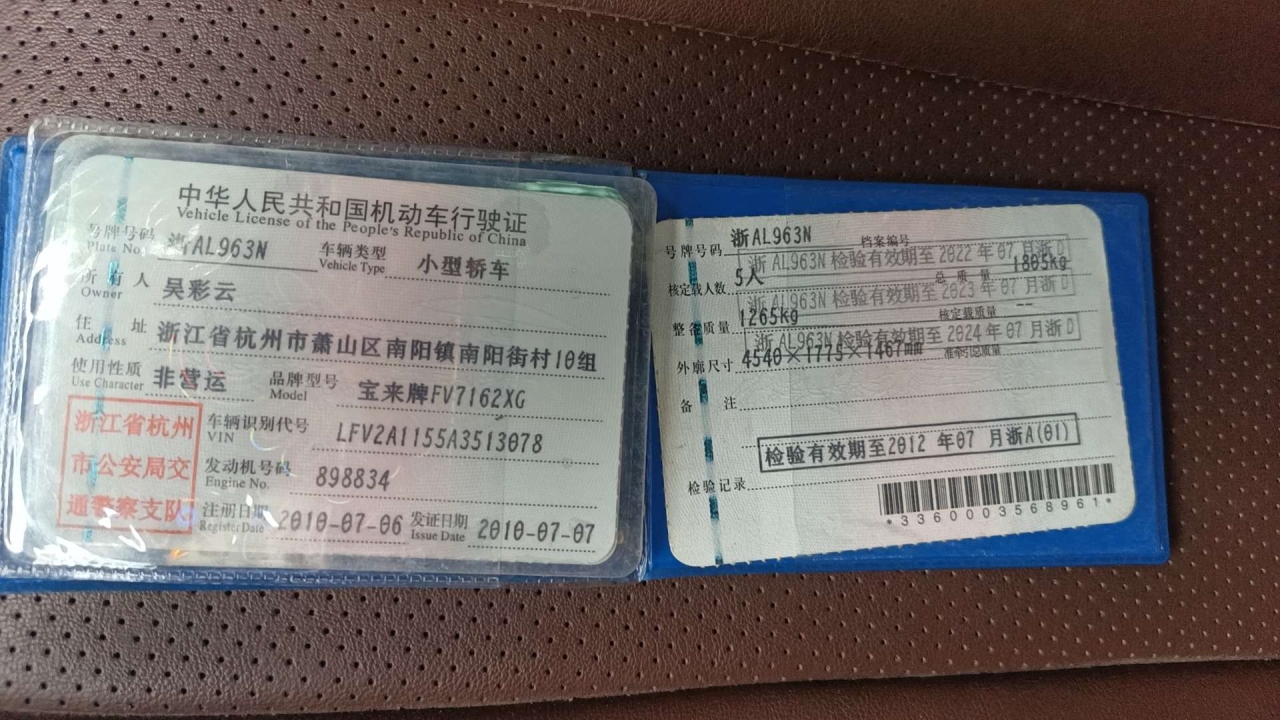 中华人民共和国机动车行驶证
Vehicle License of the People's Republic of China
号牌号码 浙AL963N 车辆类型 小型轿车
Plate No. Vehicle Type
所有人 吴彩云
Owner
住址 浙江省杭州市萧山区南阳镇南阳街村10组
Address
使用性质 非营运 品牌型号 宝来牌FV7162XG
Use Character Model
浙江省杭州
市公安局交
通警察支队
车辆识别代号 LFV2A1155A3513078
VIN
发动机号码 898834
Engine No.
注册日期 2010-07-06 发证日期 2010-07-07
Register Date Issue Date
号牌号码 浙AL963N 档案编号
浙AL963N检验有效期至2022年07月浙D
核定载人数 5人 总质量 1805kg
浙AL963N检验有效期至2023年07月浙D
整备质量 1265kg 核定载质量 --
浙AL963N检验有效期至2024年07月浙D
外廓尺寸 4540×1775×1467mm 准牵引总质量
备注
检验有效期至2012年07月浙A(01)
检验记录
*3360003568961*